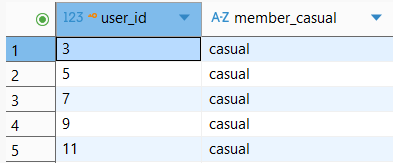 123 user_id A-Z member_casual
1 3 casual
2 5 casual
3 7 casual
4 9 casual
5 11 casual